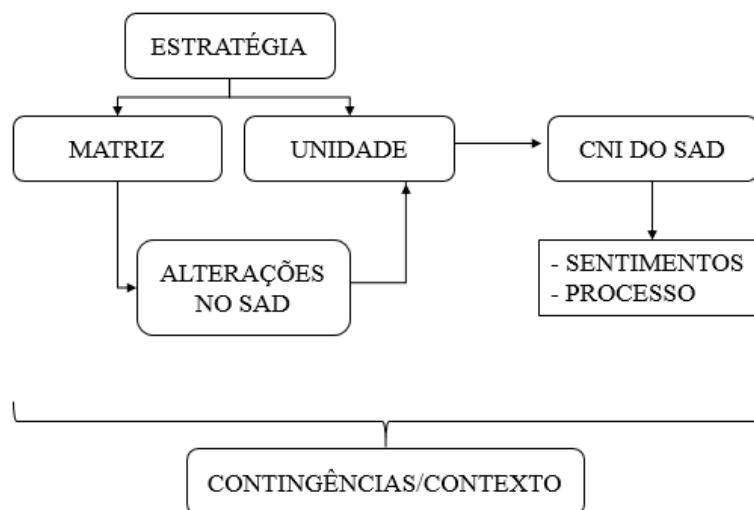 ESTRATÉGIA
MATRIZ
UNIDADE
CNI DO SAD
ALTERAÇÕES
NO SAD
- SENTIMENTOS
- PROCESSO
CONTINGÊNCIAS/CONTEXTO